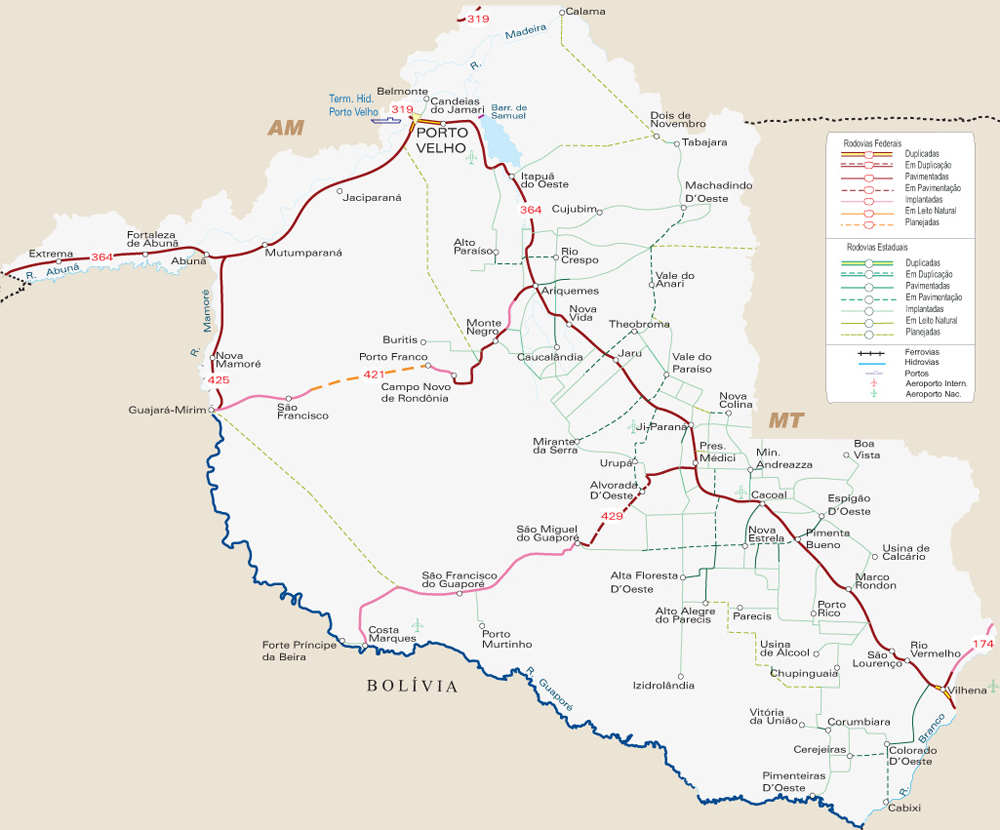 319
Calama
R. Madeira
Belmonte
Term. Hid.
Porto Velho
319
Candeias
do Jamari
Barr. de
Samuel
AM
PORTO
VELHO
Dois de
Novembro
Tabajara
Rodovias Federais
Duplicadas
Em Duplicação
Pavimentadas
Em Pavimentação
Implantadas
Em Leito Natural
Planejadas
Rodovias Estaduais
Duplicadas
Em Duplicação
Pavimentadas
Em Pavimentação
Implantadas
Em Leito Natural
Planejadas
Ferrovias
Hidrovias
Portos
Aeroporto Intern.
Aeroporto Nac.
Itapuã
do Oeste
Machadindo
D'Oeste
Jaciparaná
364
Cujubim
Fortaleza
de Abunã
Extrema
364
Abunã
Mutumparaná
R. Abunã
Alto
Paraíso
Rio
Crespo
Vale do
Anari
Ariquemes
R. Mamoré
Nova
Vida
Monte
Negro
Theobroma
Buritis
Nova
Mamoré
Porto Franco
Caucalândia
Jaru
Vale do
Paraíso
425
421
Campo Novo
de Rondônia
Guajará-Mirim
São
Francisco
Nova
Colina
MT
Ji-Paraná
Mirante
da Serra
Pres.
Médici
Min.
Andreazza
Boa
Vista
Urupá
Alvorada
D'Oeste
Cacoal
Espigão
D'Oeste
429
São Miguel
do Guaporé
Nova
Estrela
Pimenta
Bueno
Usina de
Calcário
São Francisco
do Guaporé
Alta Floresta
D'Oeste
Marco
Rondon
Alto Alegre
do Parecis
Parecis
Porto
Rico
Costa
Marques
Porto
Murtinho
Forte Príncipe
da Beira
Usina
de Álcool
São
Lourenço
Rio
Vermelho
174
Chupinguaia
BOLÍVIA
Izidrolândia
Vilhena
R. Guaporé
Vitória
da União
Corumbiara
R. Branco
Cerejeiras
Colorado
D'Oeste
Pimenteiras
D'Oeste
Cabixi